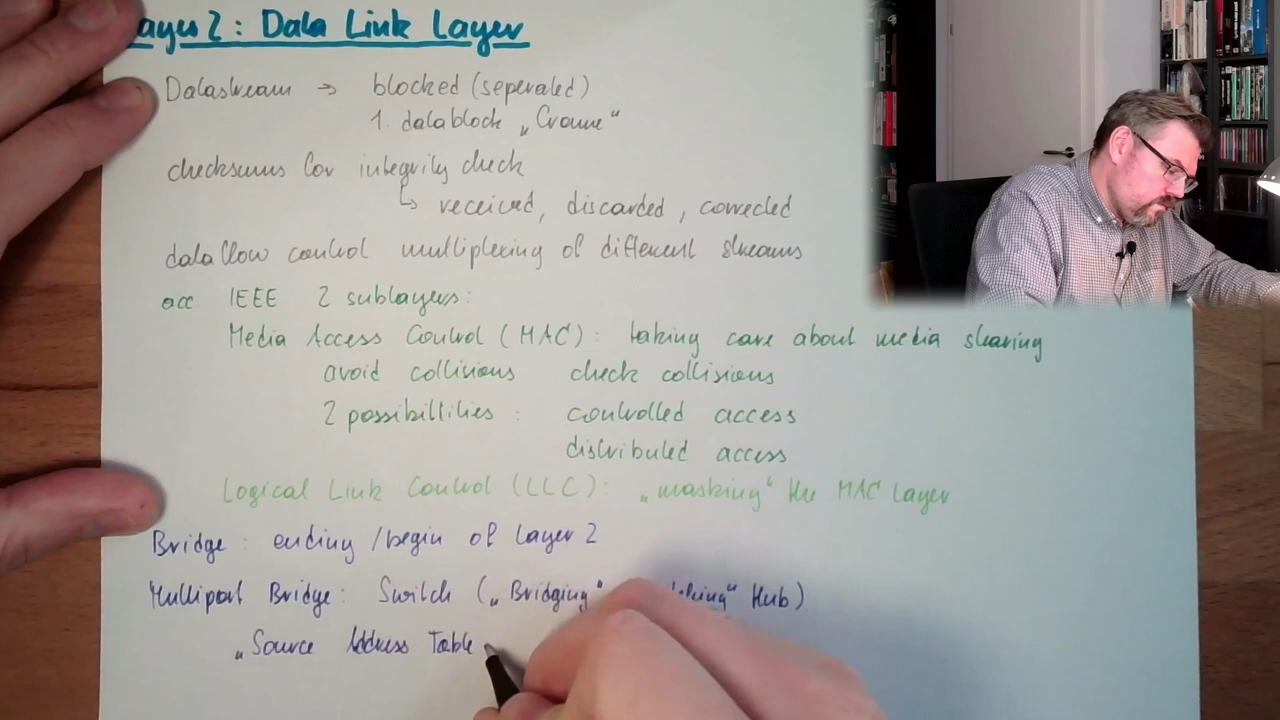 ayer 2: Data Link Layer
Datastream → blocked (seperated)
1. datablock „Frame“
checksums for integrity check
↳ received, discarded, corrected
dataflow control multiplexing of different streams
acc IEEE 2 sublayers:
Media Access Control (MAC): taking care about media sharing
avoid collisions check collisions
2 possibiltilies: controlled access
distributed access
Logical Link Control (LLC): „masking“ the MAC Layer
Bridge: ending/begin of Layer 2
Multiport Bridge: Switch („Bridging“ Hub)
„Source Address Table